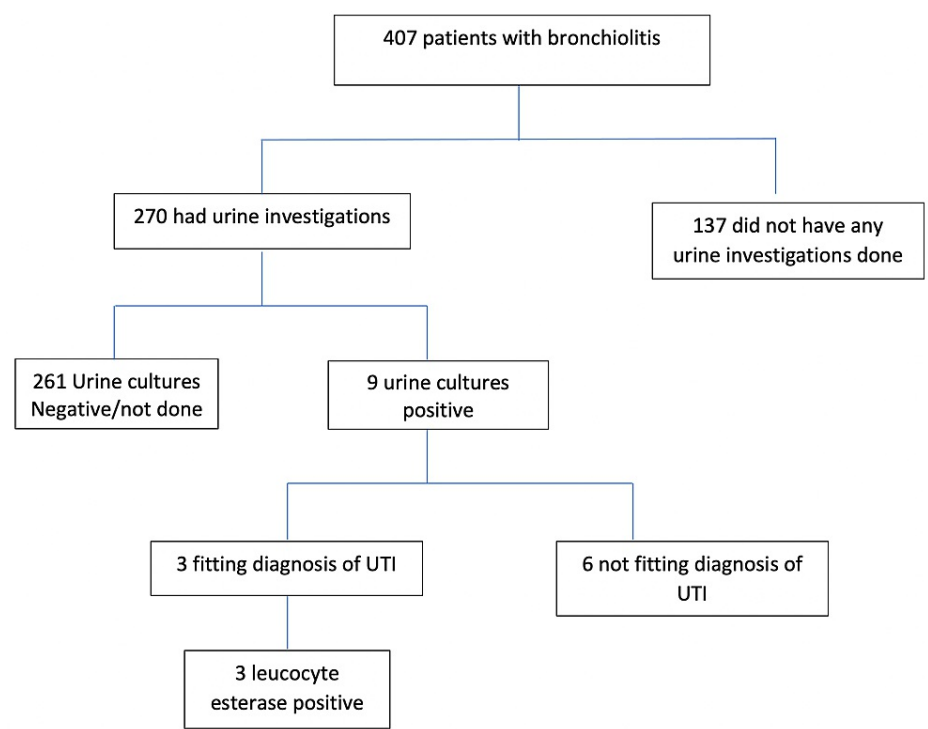 407 patients with bronchiolitis
270 had urine investigations
137 did not have any
urine investigations done
261 Urine cultures
Negative/not done
9 urine cultures
positive
3 fitting diagnosis of UTI
6 not fitting diagnosis of
UTI
3 leucocyte
esterase positive